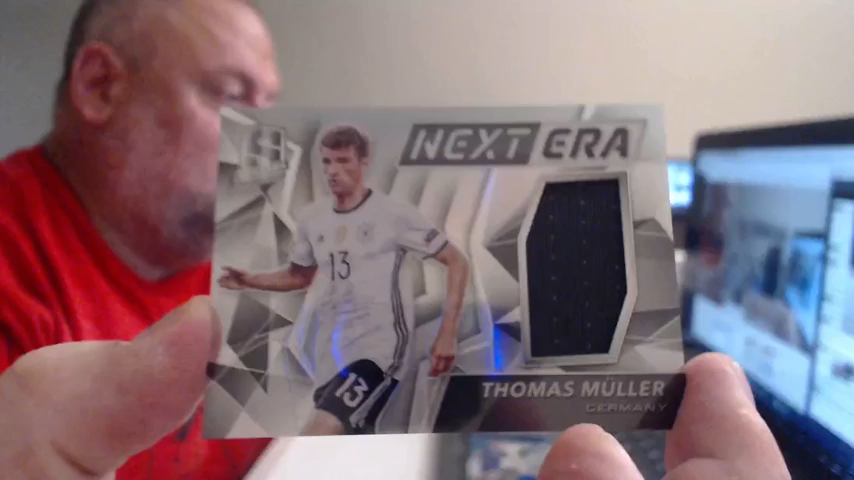 NEXT ERA
13
13
THOMAS MÜLLER
GERMANY